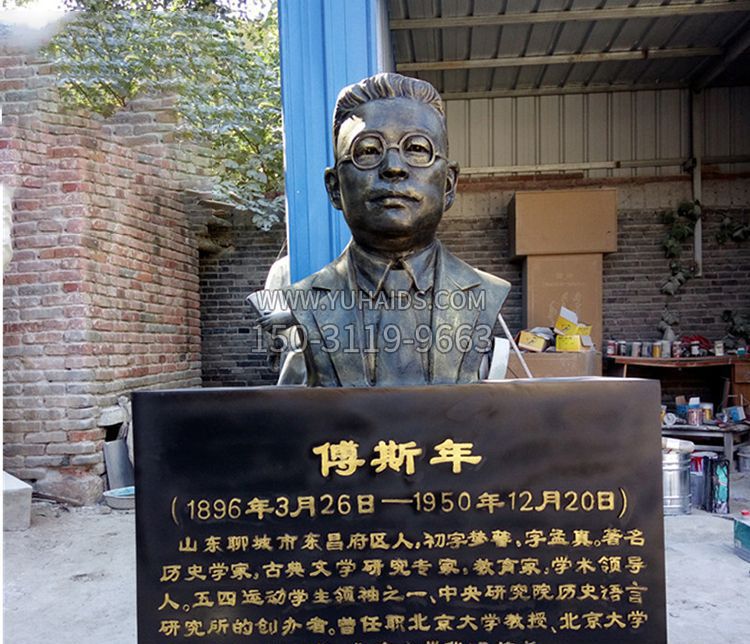 WWW.YUHAIDS.COM
150-3119-9663
傅斯年
(1896年3月26日—1950年12月20日)
山东聊城市东昌府区人,初字梦簪,字孟真。著名
历史学家,古典文学研究专家,教育家,学术领导
人。五四运动学生领袖之一、中央研究院历史语言
研究所的创办者。曾任职北京大学教授、北京大学